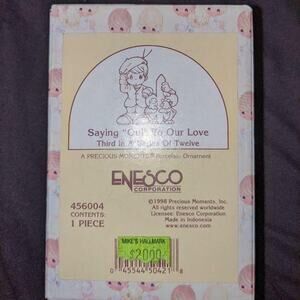 Saying "Oui" To Our Love
Third In A Series Of Twelve
A PRECIOUS MOMENTS® Porcelain Ornament
ENESCO
CORPORATION
456004
CONTENTS:
1 PIECE
©1998 Precious Moments, Inc.
All rights reserved worldwide
Licensee: Enesco Corporation
Made in Indonesia
www.enesco.com
MIKE'S HALLMARK
$20.00
0 45544 50421 8